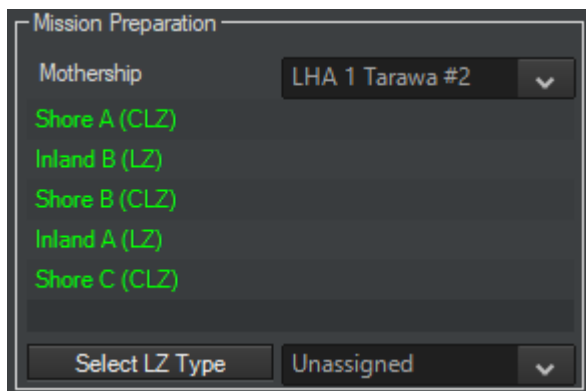 Mission Preparation
Mothership LHA 1 Tarawa #2
Shore A (CLZ)
Inland B (LZ)
Shore B (CLZ)
Inland A (LZ)
Shore C (CLZ)
Select LZ Type Unassigned